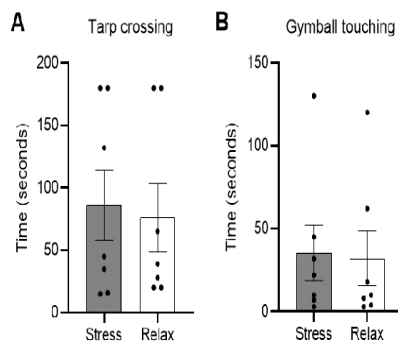 A
Tarp crossing
Time (seconds)
200
150
100
50
0
Stress Relax
B
Gymball touching
Time (seconds)
150
100
50
0
Stress Relax